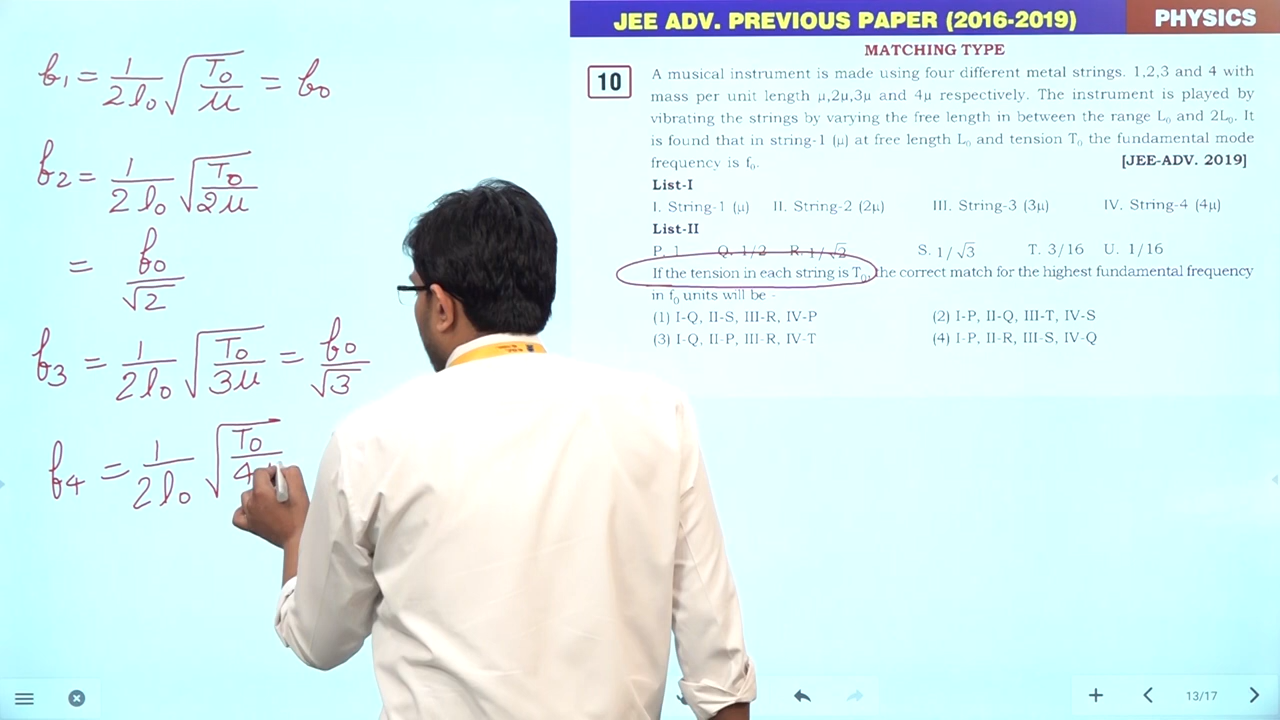 JEE ADV. PREVIOUS PAPER (2016-2019)
PHYSICS
MATCHING TYPE
10
A musical instrument is made using four different metal strings. 1,2,3 and 4 with
mass per unit length μ,2μ,3μ and 4μ respectively. The instrument is played by
vibrating the strings by varying the free length in between the range L₀ and 2L₀. It
is found that in string-1 (μ) at free length L₀ and tension T₀ the fundamental mode
frequency is f₀.
[JEE-ADV. 2019]
List-I
I. String-1 (μ) II. String-2 (2μ) III. String-3 (3μ) IV. String-4 (4μ)
List-II
P. 1 Q. 1/2 R. 1/√2 S. 1/√3 T. 3/16 U. 1/16
If the tension in each string is T₀, the correct match for the highest fundamental frequency
in f₀ units will be -
(1) I-Q, II-S, III-R, IV-P (2) I-P, II-Q, III-T, IV-S
(3) I-Q, II-P, III-R, IV-T (4) I-P, II-R, III-S, IV-Q
f₁ = 1/2l₀ √T₀/μ = f₀
f₂ = 1/2l₀ √T₀/2μ
= f₀/√2
f₃ = 1/2l₀ √T₀/3μ = f₀/√3
f₄ = 1/2l₀ √T₀/4
13/17